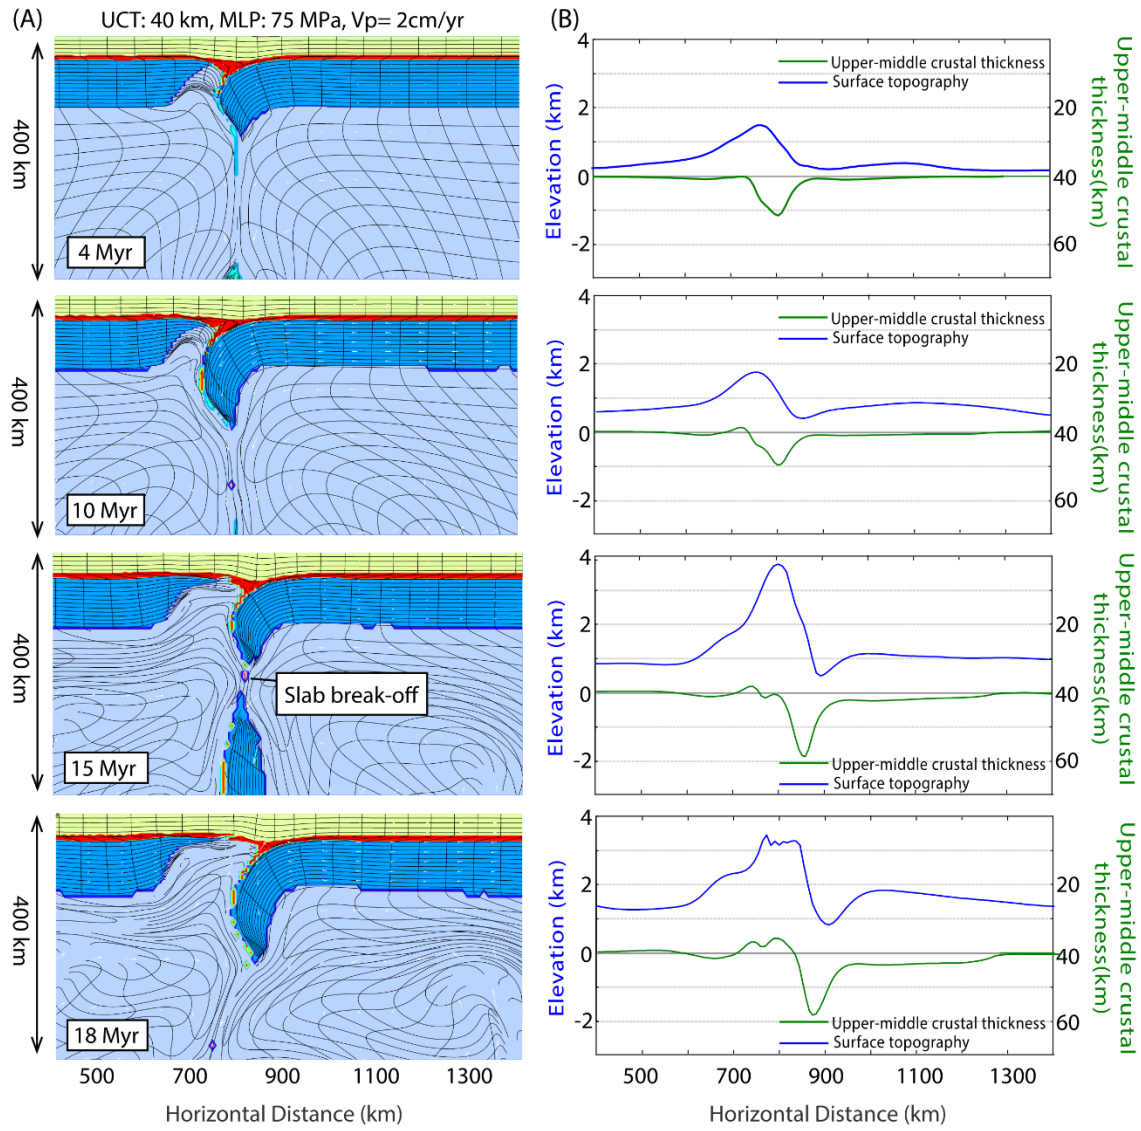 (A)
UCT: 40 km, MLP: 75 MPa, Vp= 2cm/yr
400 km
4 Myr
400 km
10 Myr
400 km
Slab break-off
15 Myr
400 km
18 Myr
500 700 900 1100 1300
Horizontal Distance (km)
(B)
Upper-middle crustal thickness
Surface topography
4
2
0
-2
Elevation (km)
20
40
60
Upper-middle crustal
thickness(km)
Upper-middle crustal thickness
Surface topography
4
2
0
-2
Elevation (km)
20
40
60
Upper-middle crustal
thickness(km)
4
2
0
-2
Elevation (km)
20
40
60
Upper-middle crustal
thickness(km)
Upper-middle crustal thickness
Surface topography
4
2
0
-2
Elevation (km)
20
40
60
Upper-middle crustal
thickness(km)
Upper-middle crustal thickness
Surface topography
500 700 900 1100 1300
Horizontal Distance (km)